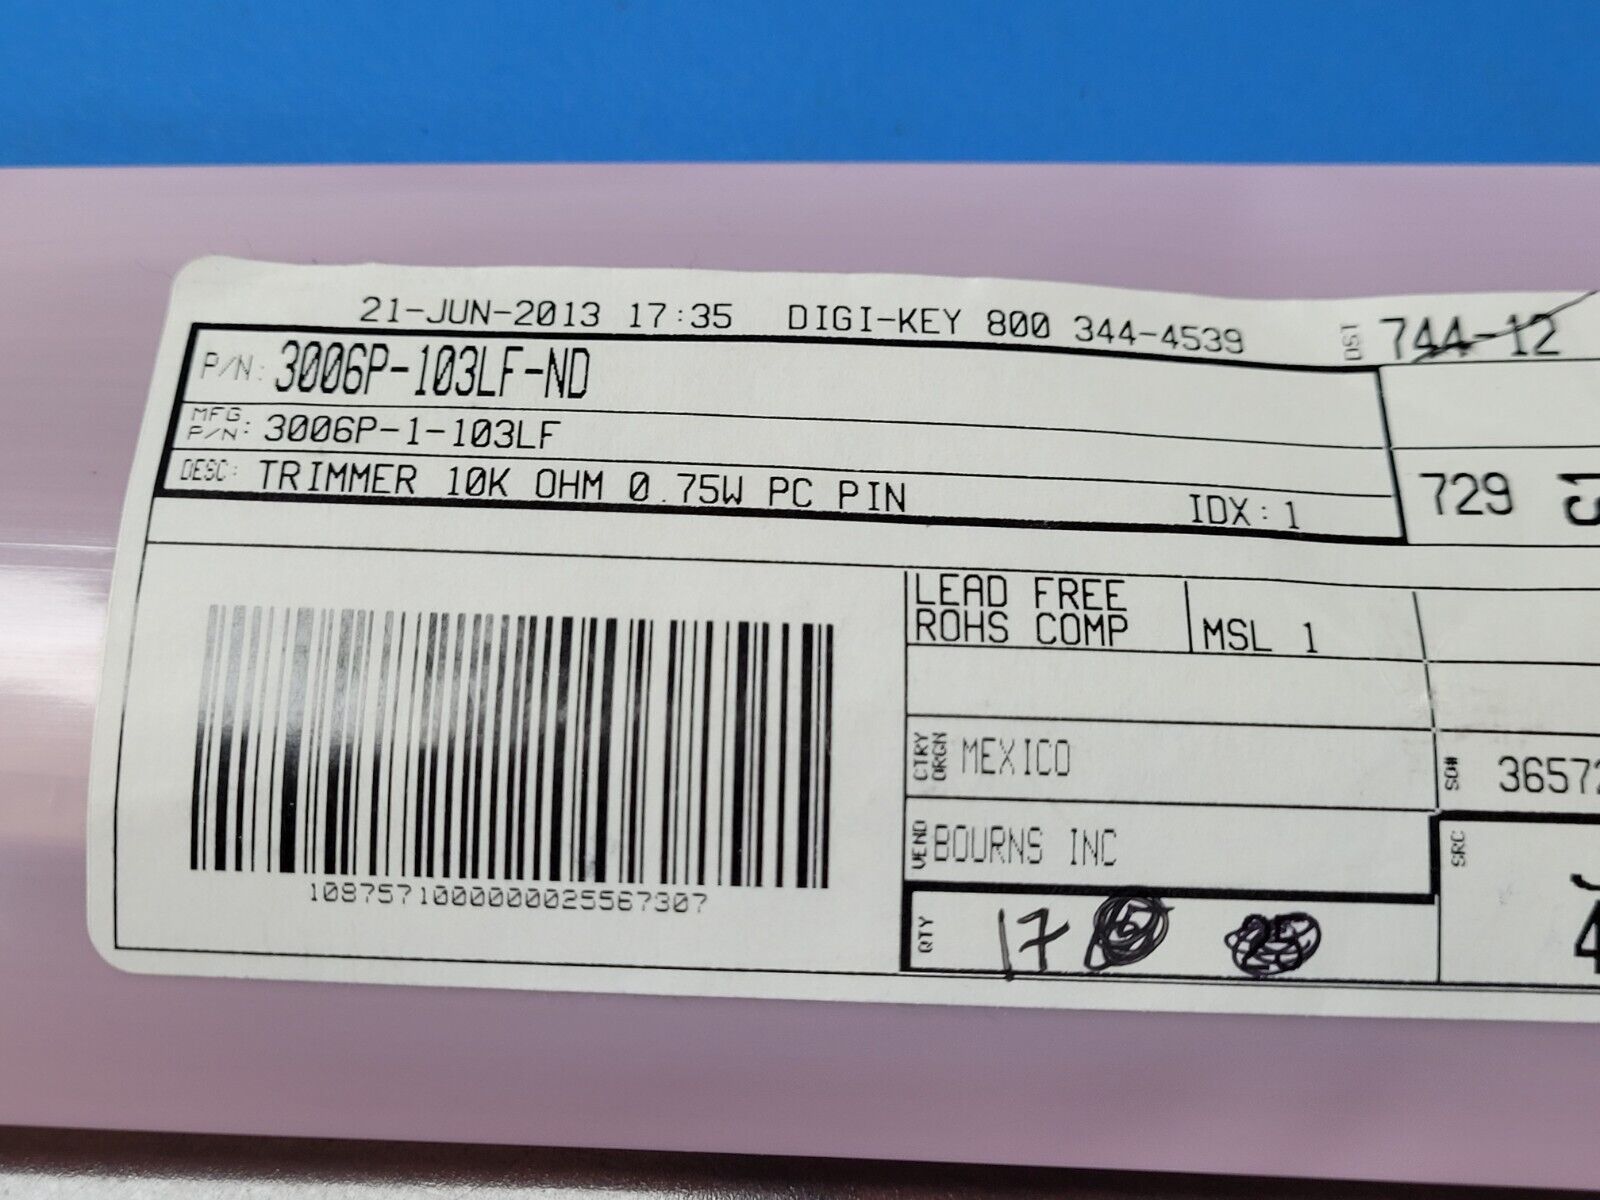 21-JUN-2013 17:35 DIGI-KEY 800 344-4539 DST 744-12
P/N: 3006P-103LF-ND
MFG P/N: 3006P-1-103LF
DESC: TRIMMER 10K OHM 0.75W PC PIN IDX: 1
729
LEAD FREE
ROHS COMP
MSL 1
CTRY ORGN MEXICO
SO# 36572
VEND BOURNS INC
SRC
QTY 17
4
1087571000000025567307